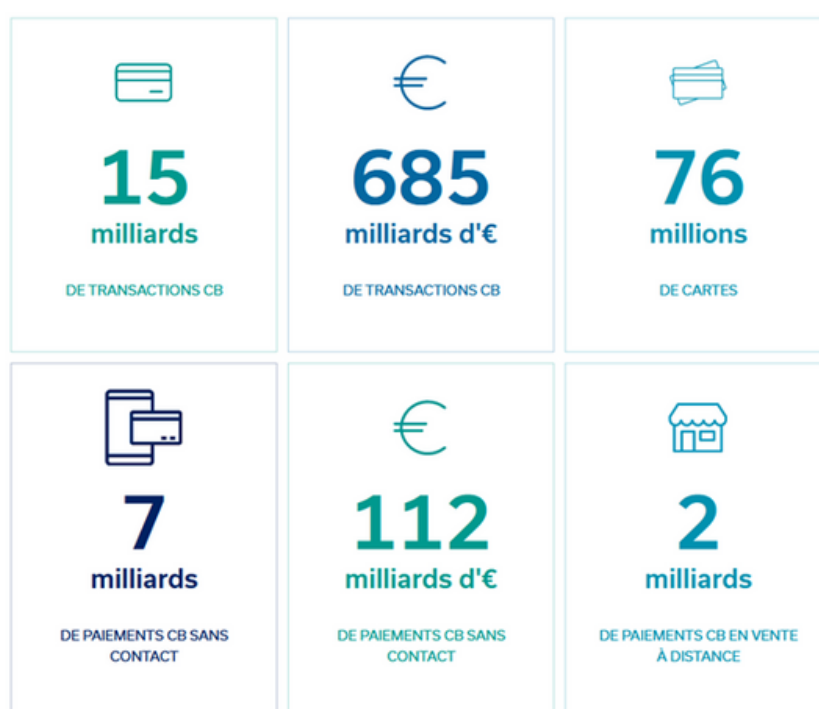 15
milliards
DE TRANSACTIONS CB
685
milliards d'€
DE TRANSACTIONS CB
76
millions
DE CARTES
7
milliards
DE PAIEMENTS CB SANS
CONTACT
112
milliards d'€
DE PAIEMENTS CB SANS
CONTACT
2
milliards
DE PAIEMENTS CB EN VENTE
À DISTANCE